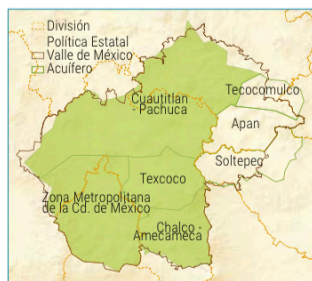 División
Política Estatal
Valle de México
Acuífero
Tecocomulco
Cuautitlan
- Pachuca
Apan
Soltepec
Texcoco
Zona Metropolitana
de la Cd. de México
Chalco -
Amecameca